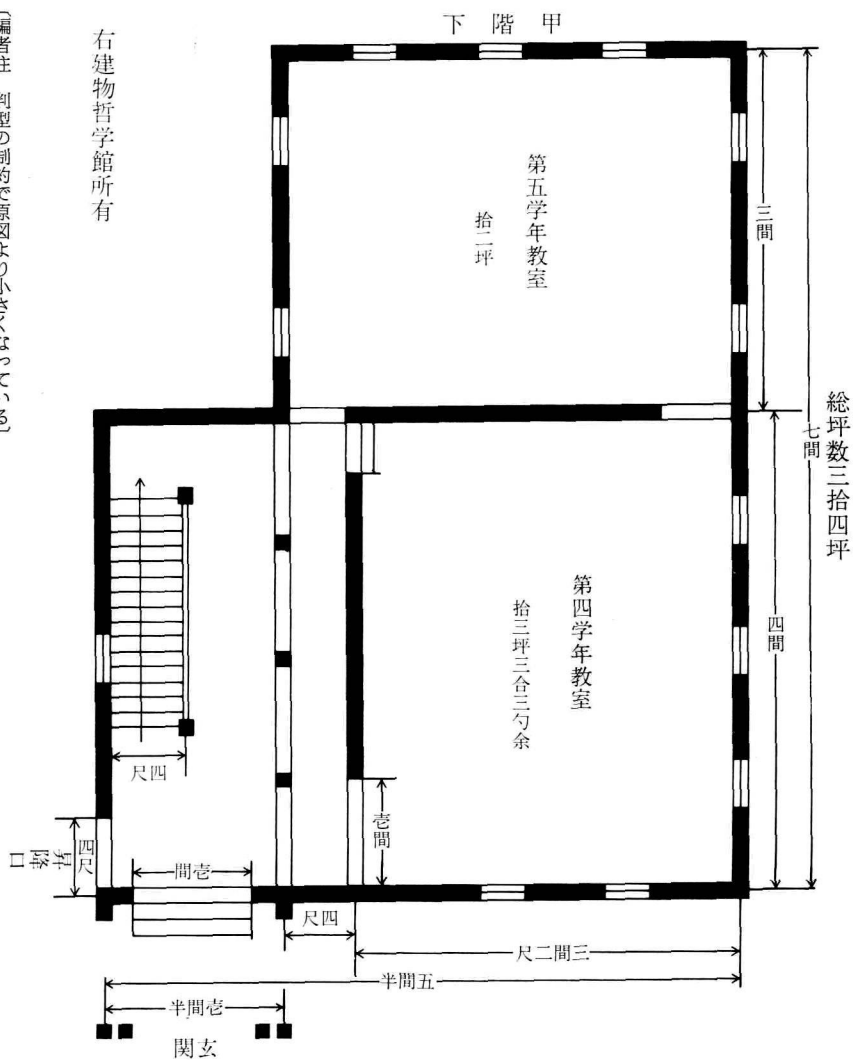 甲階下
総坪数三拾四坪
七間
三間
四間
第五学年教室
拾二坪
第四学年教室
拾三坪三合三勺余
壱間
四尺
壱間
四尺
昇降口
四尺
三間二尺
五間半
壱間半
玄関
右建物哲学館所有
〔編者注 判型の制約で原図より小さくなっている〕